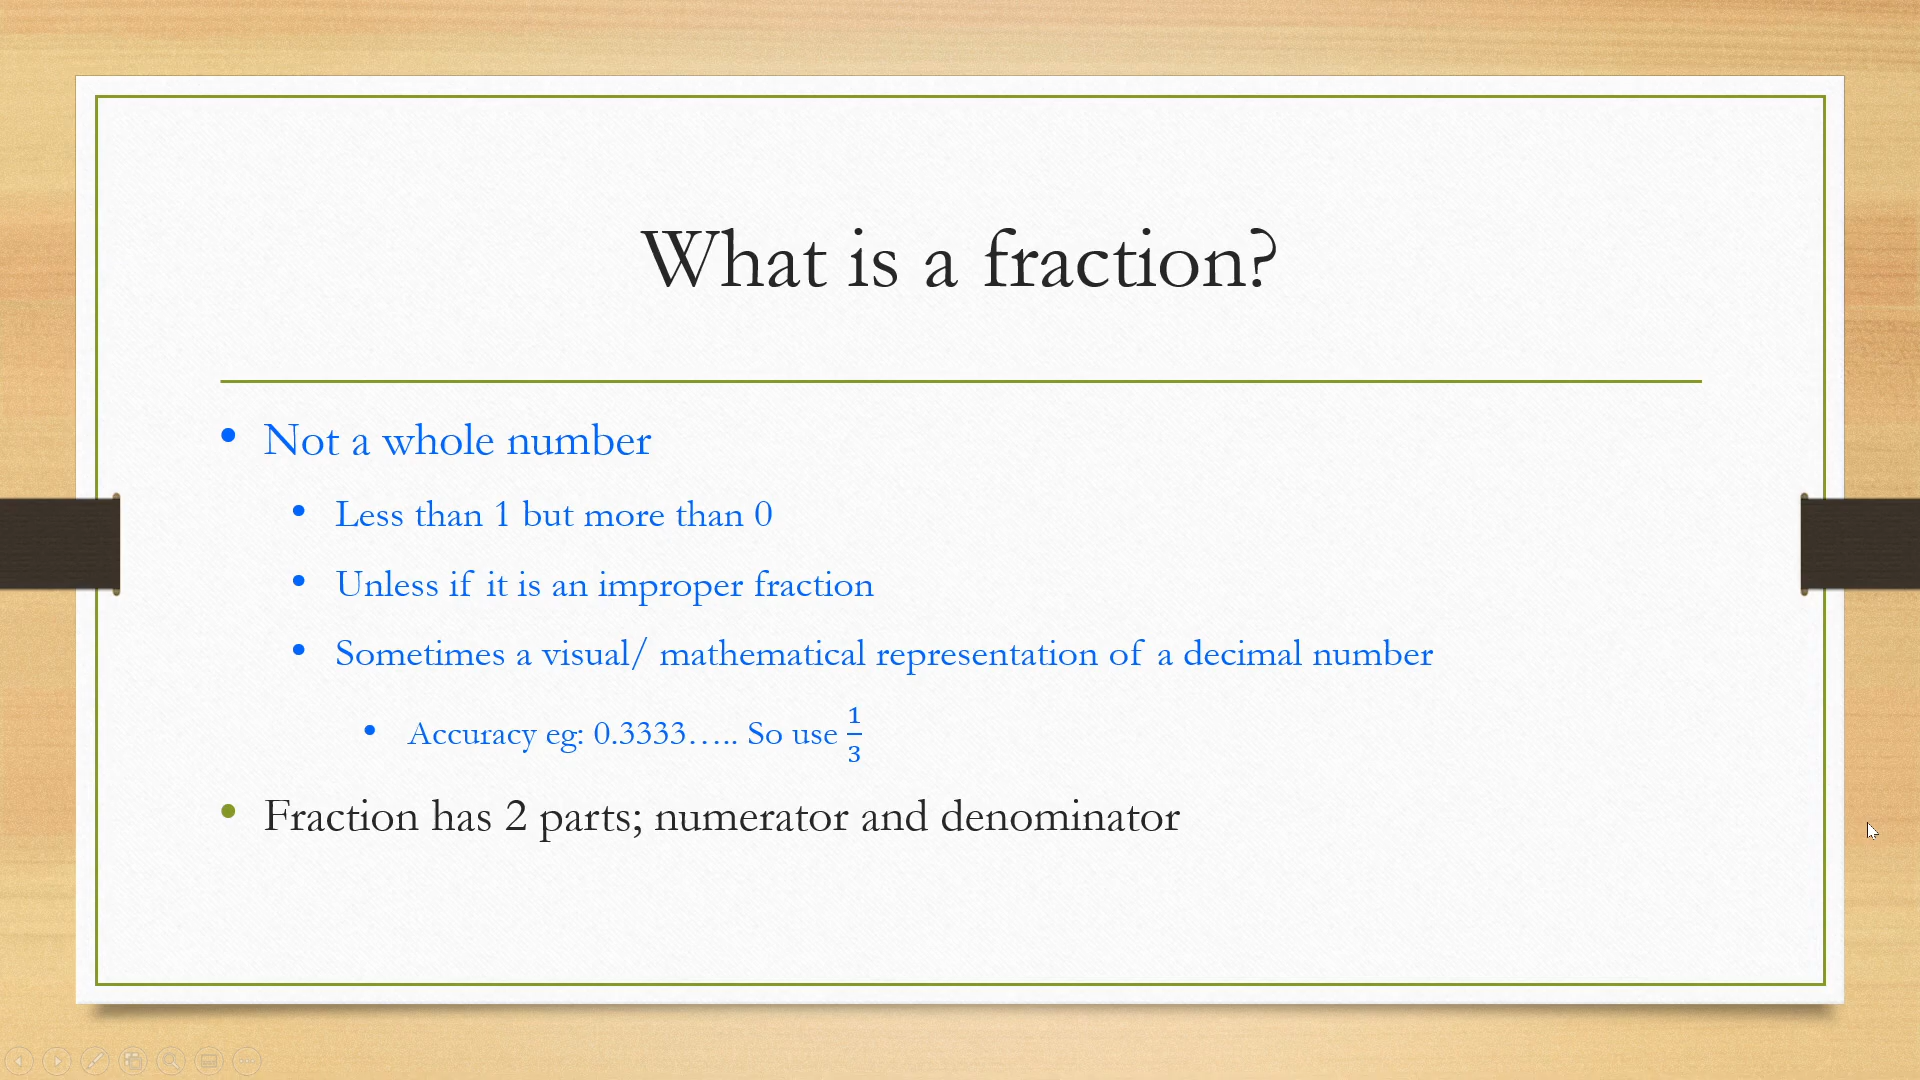 What is a fraction?
• Not a whole number
• Less than 1 but more than 0
• Unless if it is an improper fraction
• Sometimes a visual/ mathematical representation of a decimal number
• Accuracy eg: 0.3333….. So use 1/3
• Fraction has 2 parts; numerator and denominator